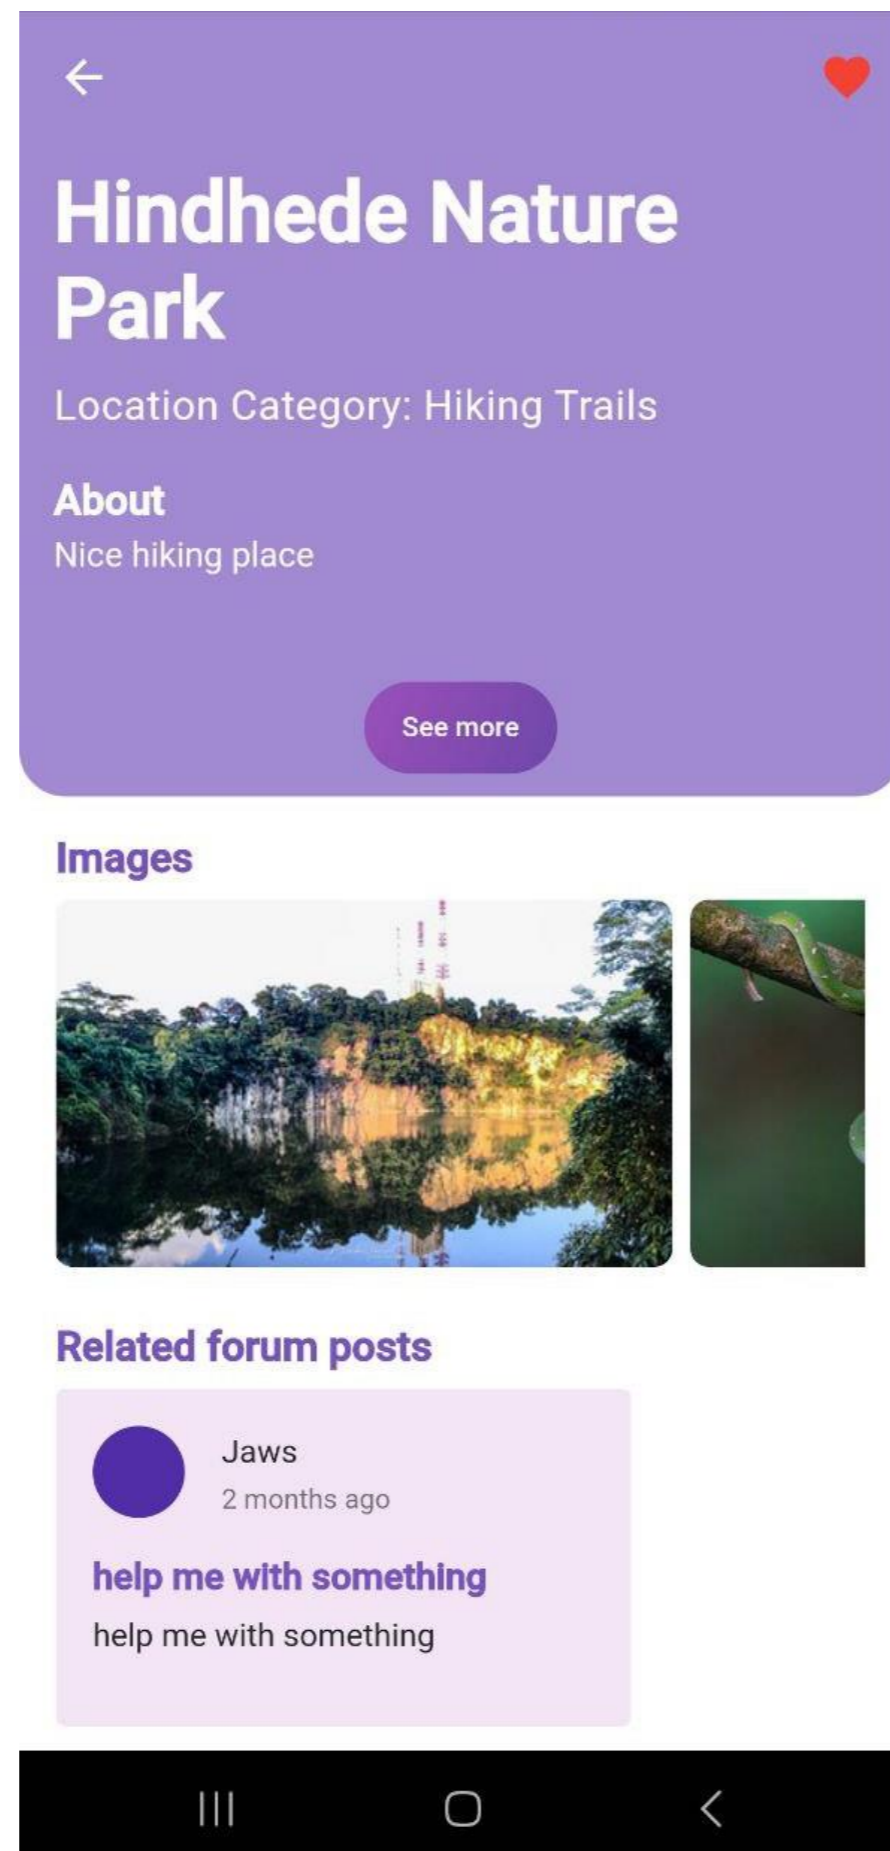 Hindhede Nature
Park
Location Category: Hiking Trails
About
Nice hiking place
See more
Images
Related forum posts
Jaws
2 months ago
help me with something
help me with something